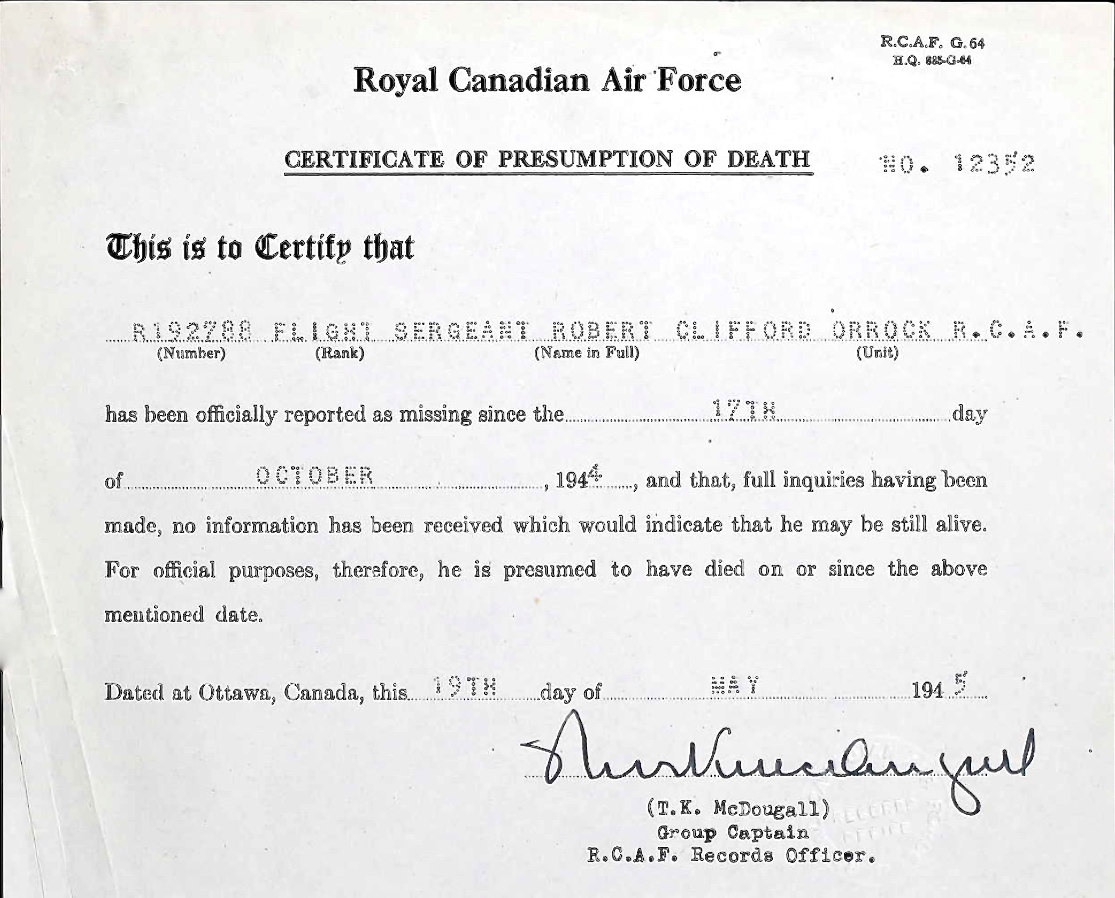 R.C.A.F. G. 64
H.Q. 885-G-64
Royal Canadian Air Force
CERTIFICATE OF PRESUMPTION OF DEATH
NO. 12352
This is to Certify that
R192788 FLIGHT SERGEANT ROBERT CLIFFORD ORROCK R.C.A.F.
(Number) (Rank) (Name in Full) (Unit)
has been officially reported as missing since the 17TH day
of OCTOBER, 1944, and that, full inquiries having been
made, no information has been received which would indicate that he may be still alive.
For official purposes, therefore, he is presumed to have died on or since the above
mentioned date.
Dated at Ottawa, Canada, this 19TH day of MAY 1945
(T.K. McDougall)
Group Captain
R.C.A.F. Records Officer.